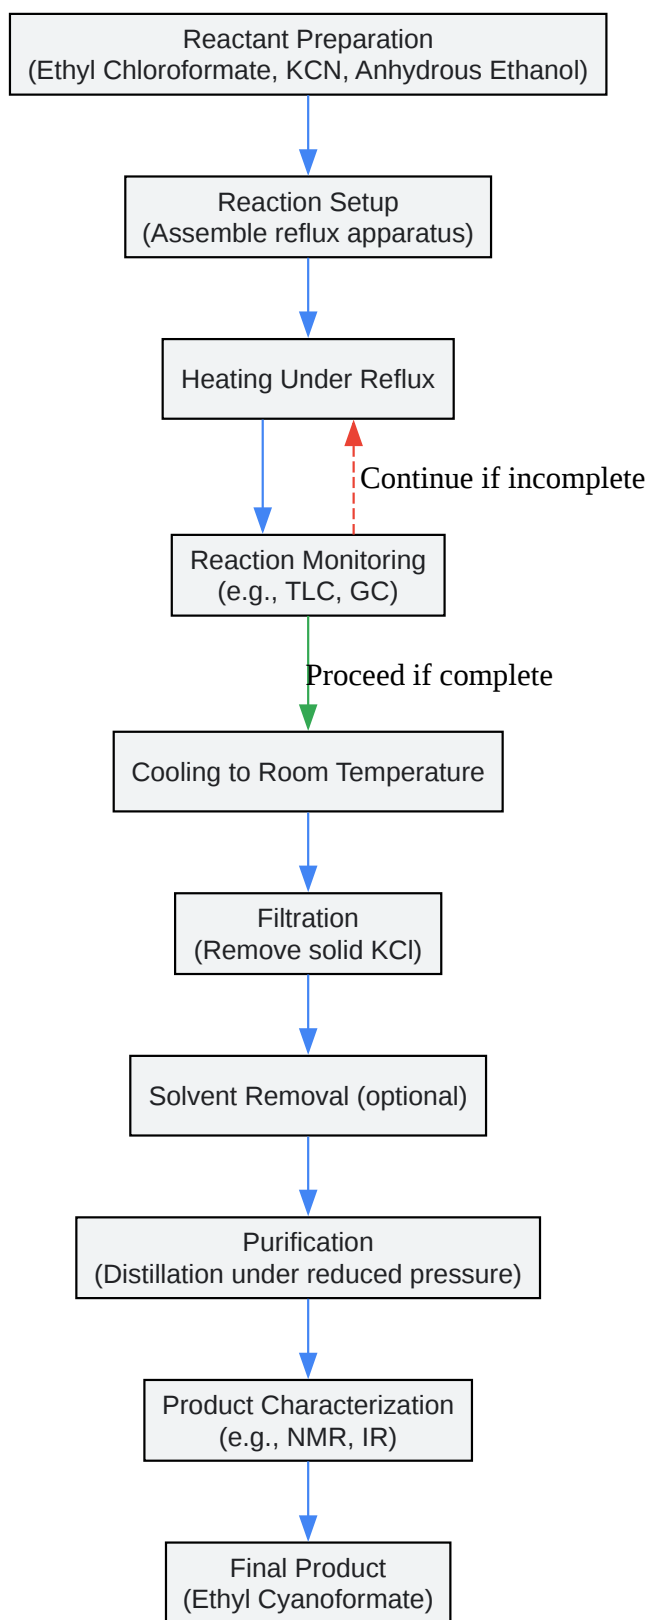 Reactant Preparation
(Ethyl Chloroformate, KCN, Anhydrous Ethanol)
Reaction Setup
(Assemble reflux apparatus)
Heating Under Reflux
Continue if incomplete
Reaction Monitoring
(e.g., TLC, GC)
Proceed if complete
Cooling to Room Temperature
Filtration
(Remove solid KCl)
Solvent Removal (optional)
Purification
(Distillation under reduced pressure)
Product Characterization
(e.g., NMR, IR)
Final Product
(Ethyl Cyanoformate)